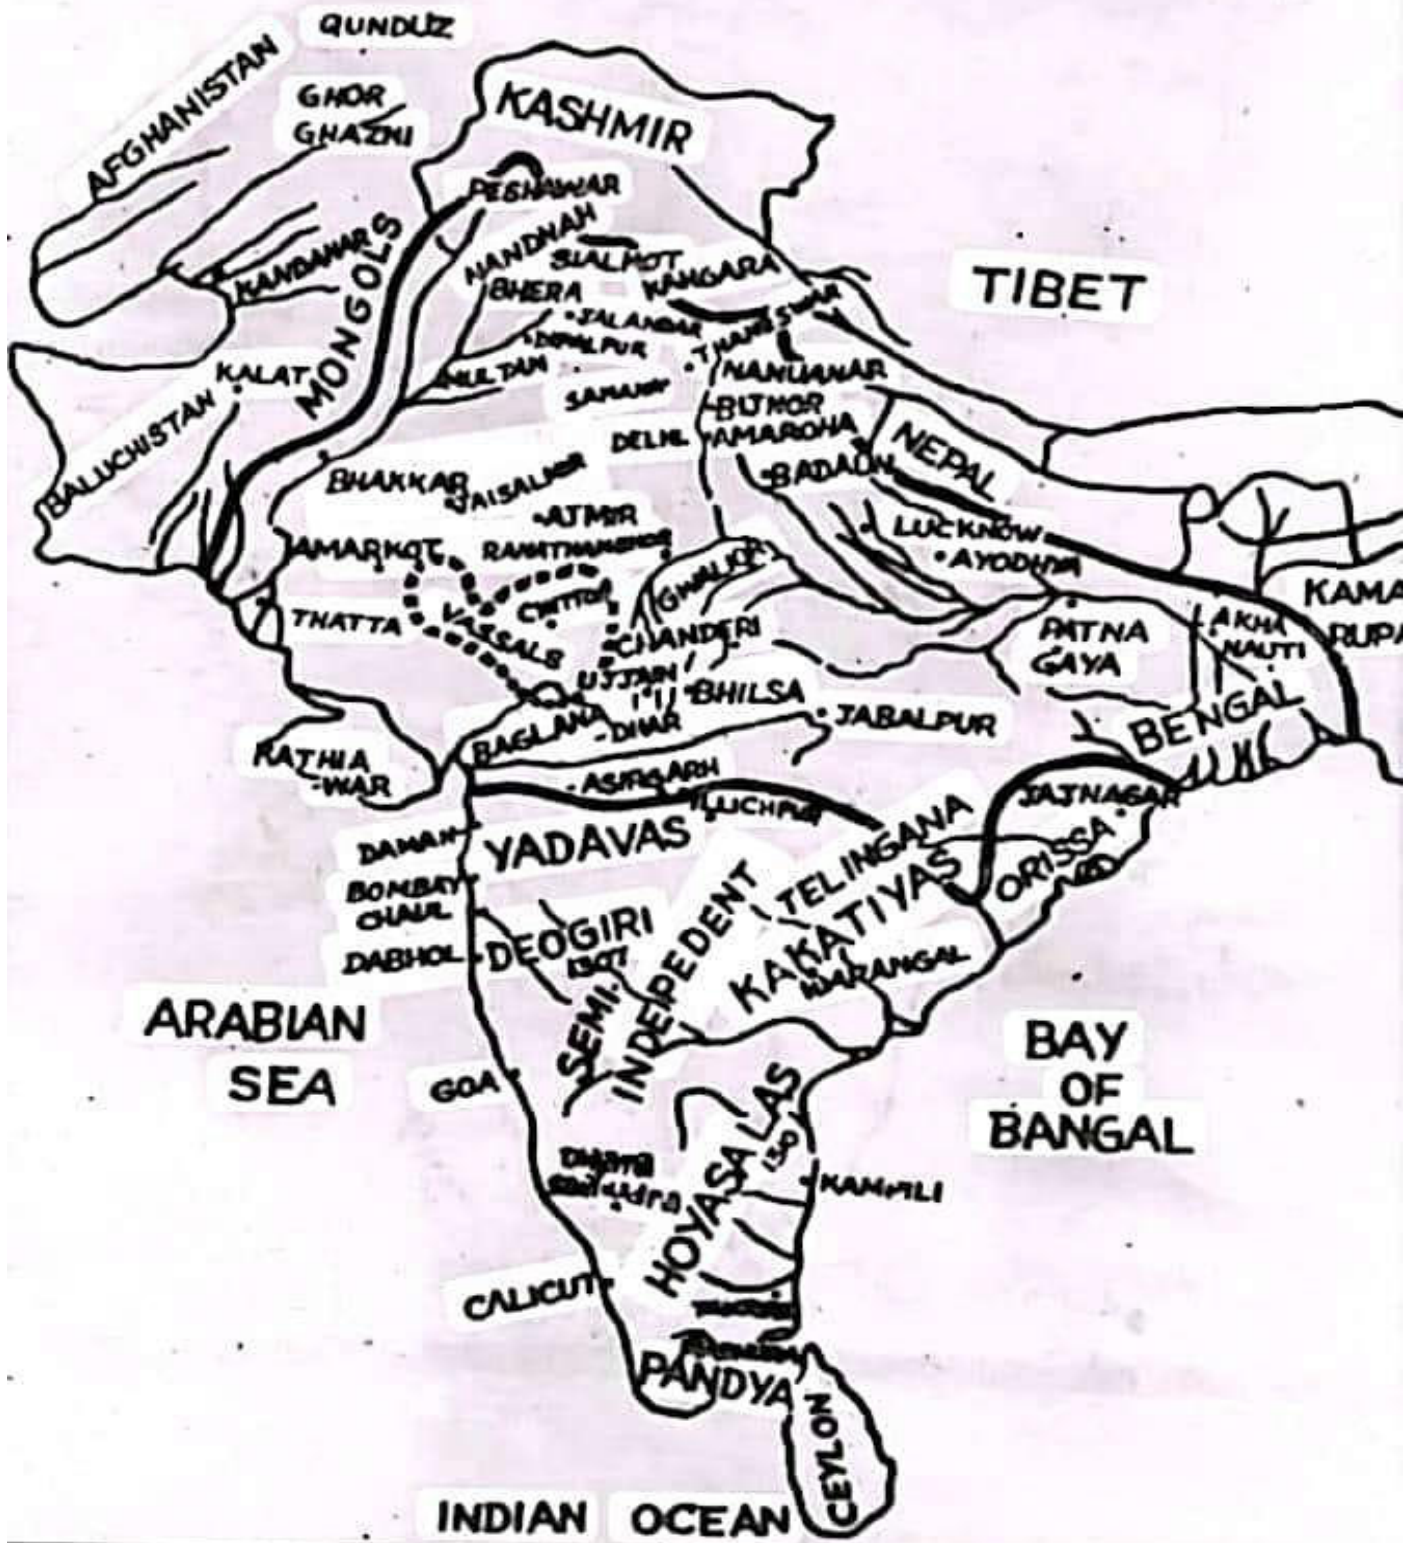 QUNDUZ
AFGHANISTAN
GHOR
GHAZNI
KASHMIR
PESHAWAR
MONGOLS
KANDAHAR
NANDNAH
SIALKOT
KANGARA
BHERA
TIBET
JALANDAR
DIPALPUR
THANESWAR
KALAT
MULTAN
SAMANA
BALUCHISTAN
BIJNOR
DELHI
AMAROHA
NEPAL
BADAUN
BHAKKAR
JAISALMER
AJMIR
LUCKNOW
AYODHYA
AMARKOT
GWALIOR
KAMA
RUPA
THATTA
VASSALS
CHITTOR
CHANDERI
PATNA
GAYA
LAKHA
NAUTI
UJJAIN
BHILSA
BENGAL
BAGLANA
DHAR
JABALPUR
KATHIA
-WAR
ASIRGARH
JAJNAGAR
ILLICHPUR
DAMAN
YADAVAS
TELINGANA
ORISSA
BOMBAY
CHAUL
DABHOL
DEOGIRI
1307
SEMI.
INDEPEDENT
KAKATIYAS
WARANGAL
ARABIAN
SEA
BAY
OF
BANGAL
GOA
HOYASALAS
KAMPILI
CALICUT
PANDYA
CEYLON
INDIAN OCEAN